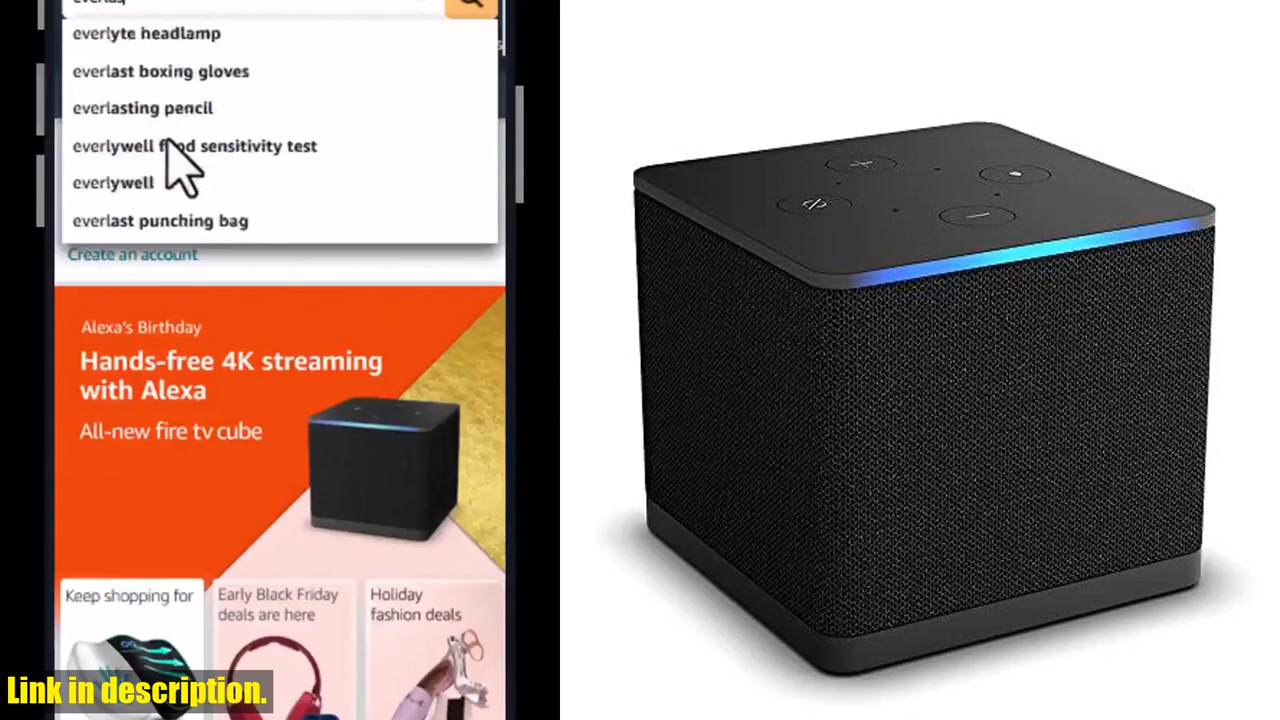 everlyte headlamp
everlast boxing gloves
everlasting pencil
everlywell food sensitivity test
everlywell
everlast punching bag
Create an account
Alexa's Birthday
Hands-free 4K streaming
with Alexa
All-new fire tv cube
Keep shopping for
Early Black Friday
deals are here
Holiday
fashion deals
Link in description.